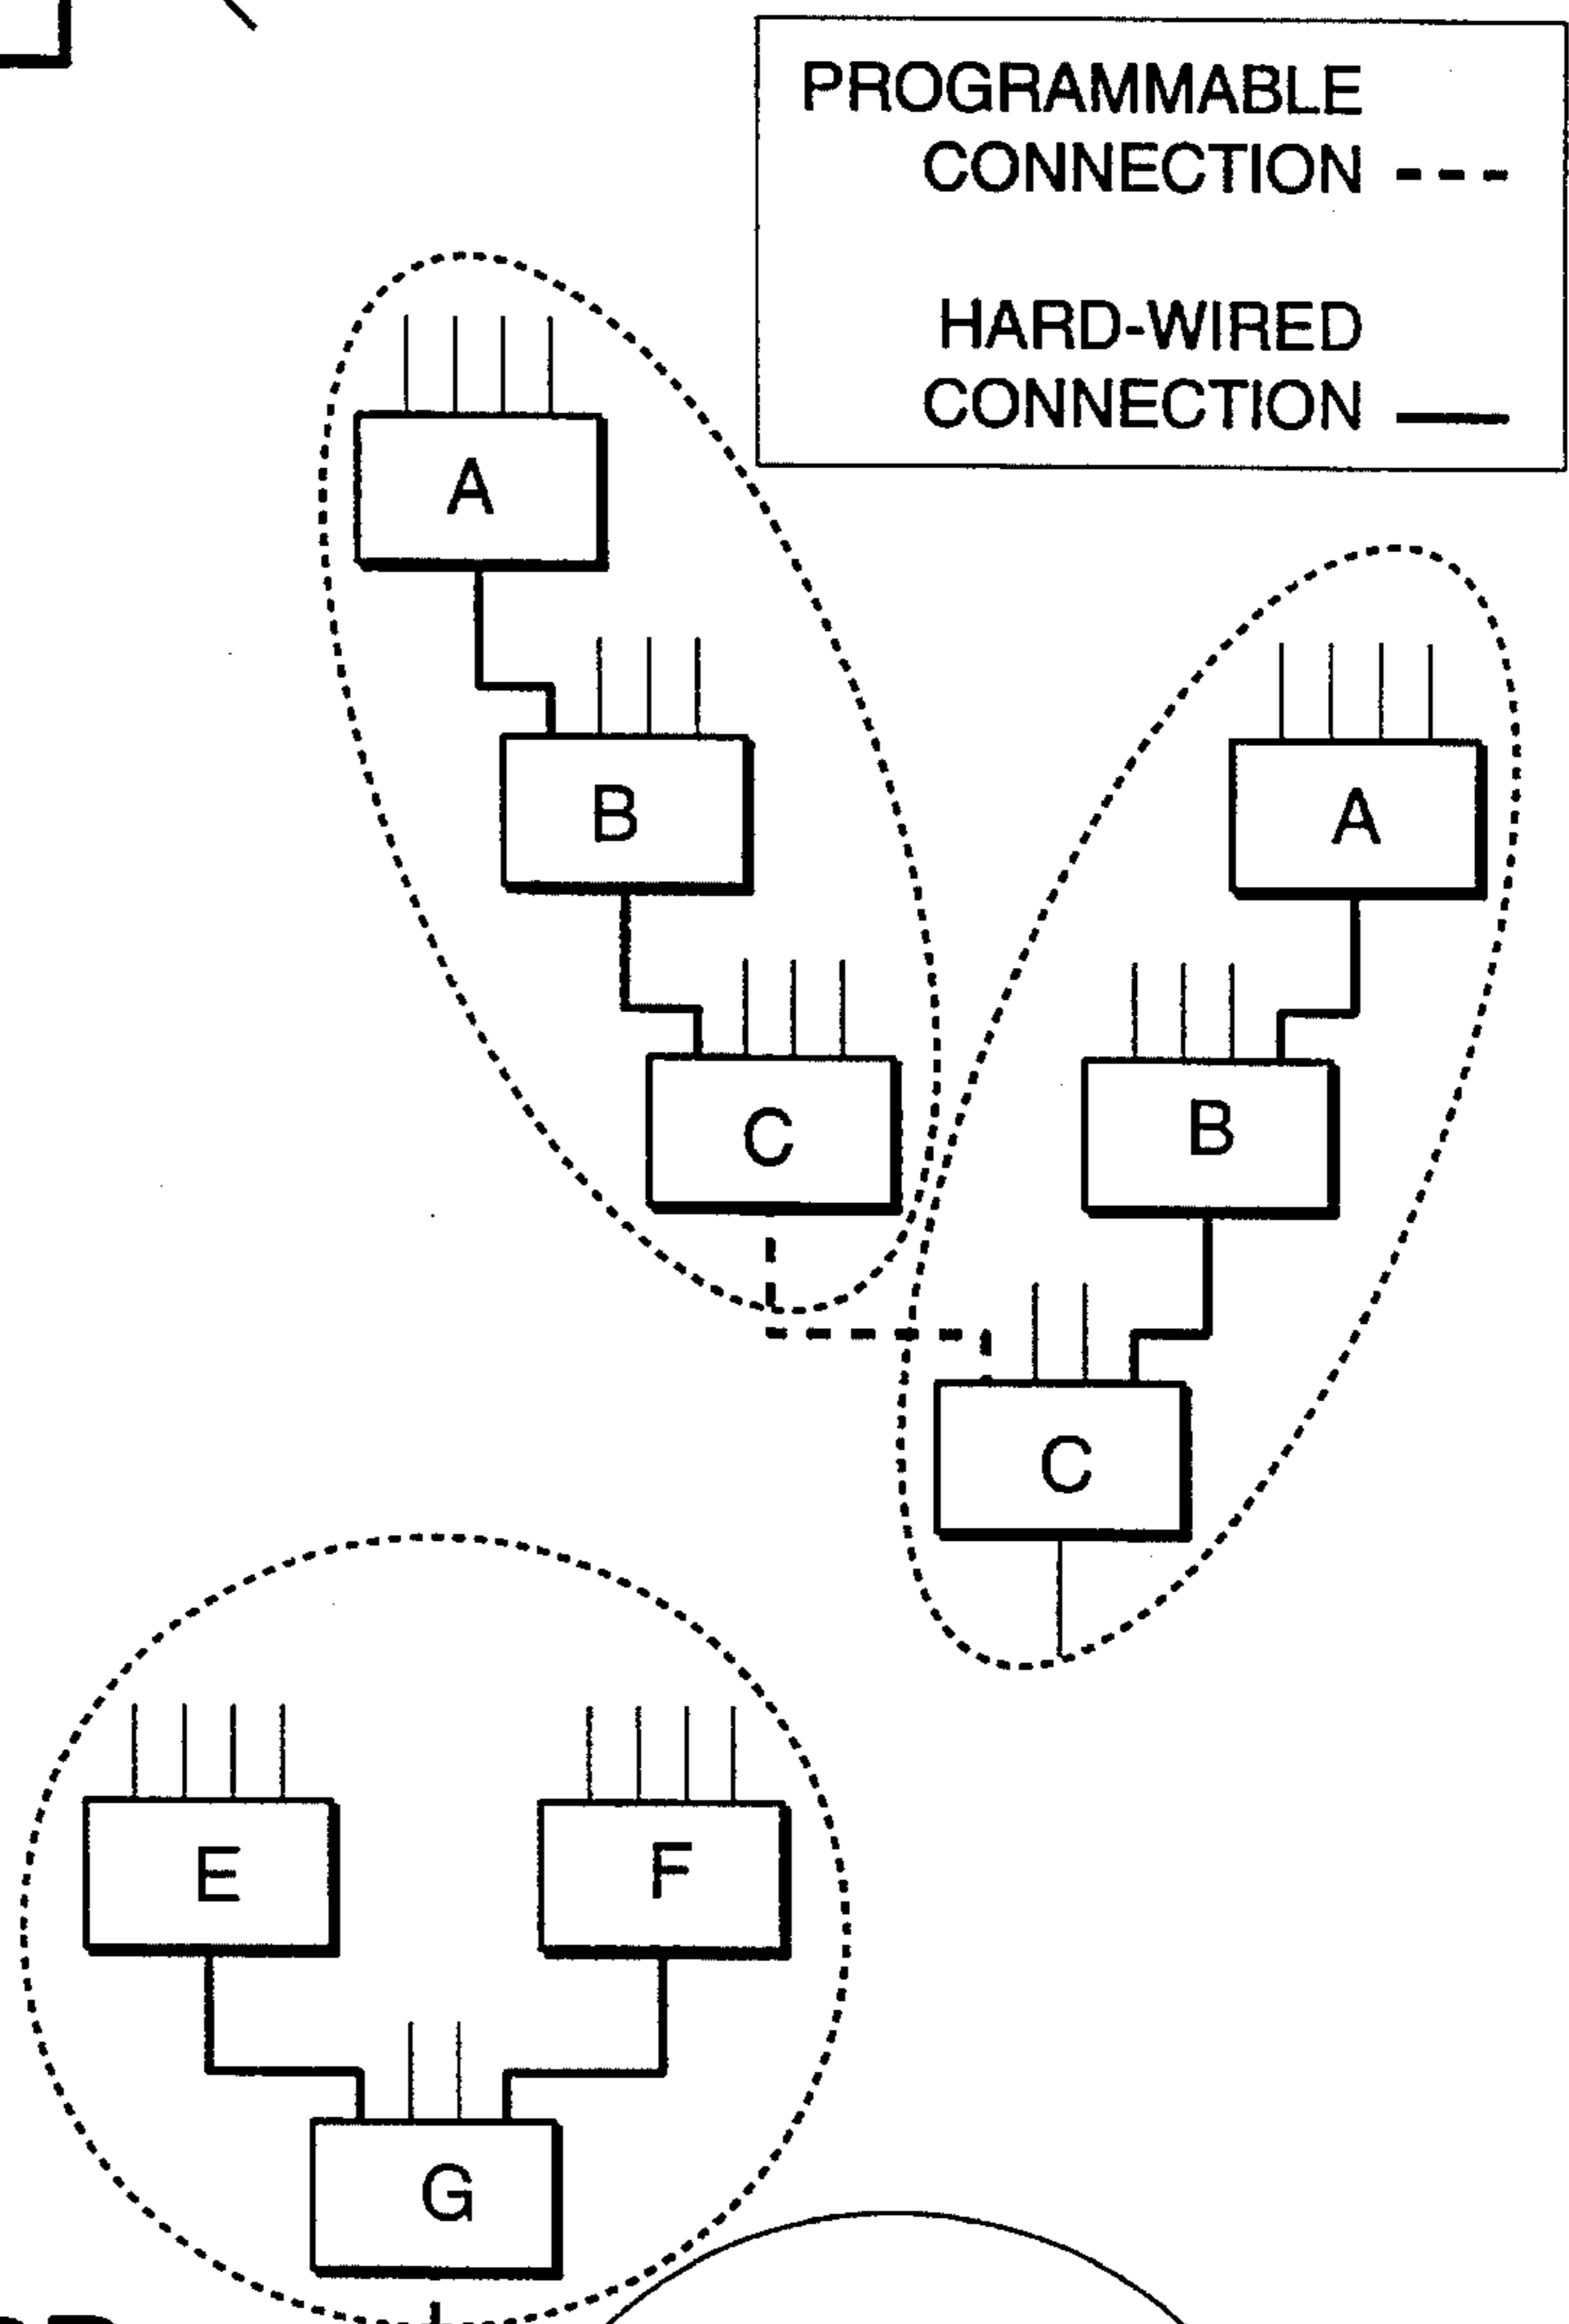 PROGRAMMABLE
CONNECTION
HARD-WIRED
CONNECTION
A
B
C
A
B
C
E
F
G